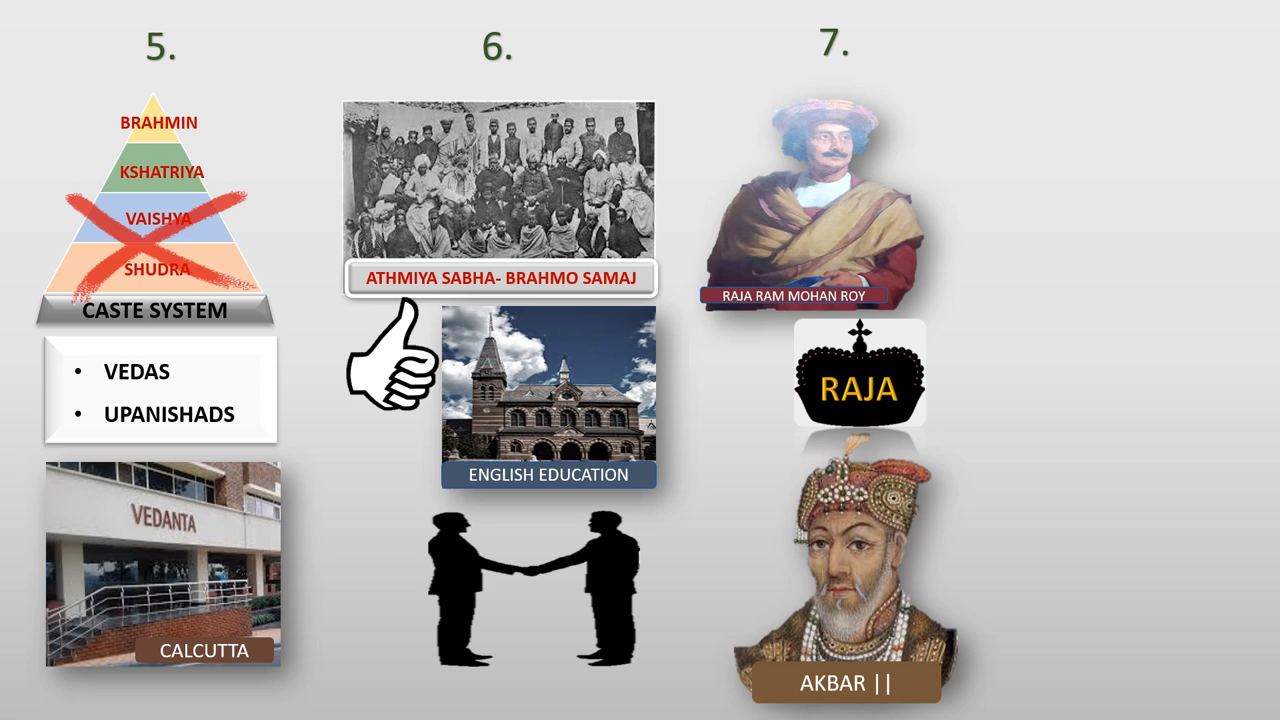 5.
BRAHMIN
KSHATRIYA
VAISHYA
SHUDRA
CASTE SYSTEM
• VEDAS
• UPANISHADS
VEDANTA
CALCUTTA
6.
ATHMIYA SABHA- BRAHMO SAMAJ
ENGLISH EDUCATION
7.
RAJA RAM MOHAN ROY
RAJA
AKBAR ||